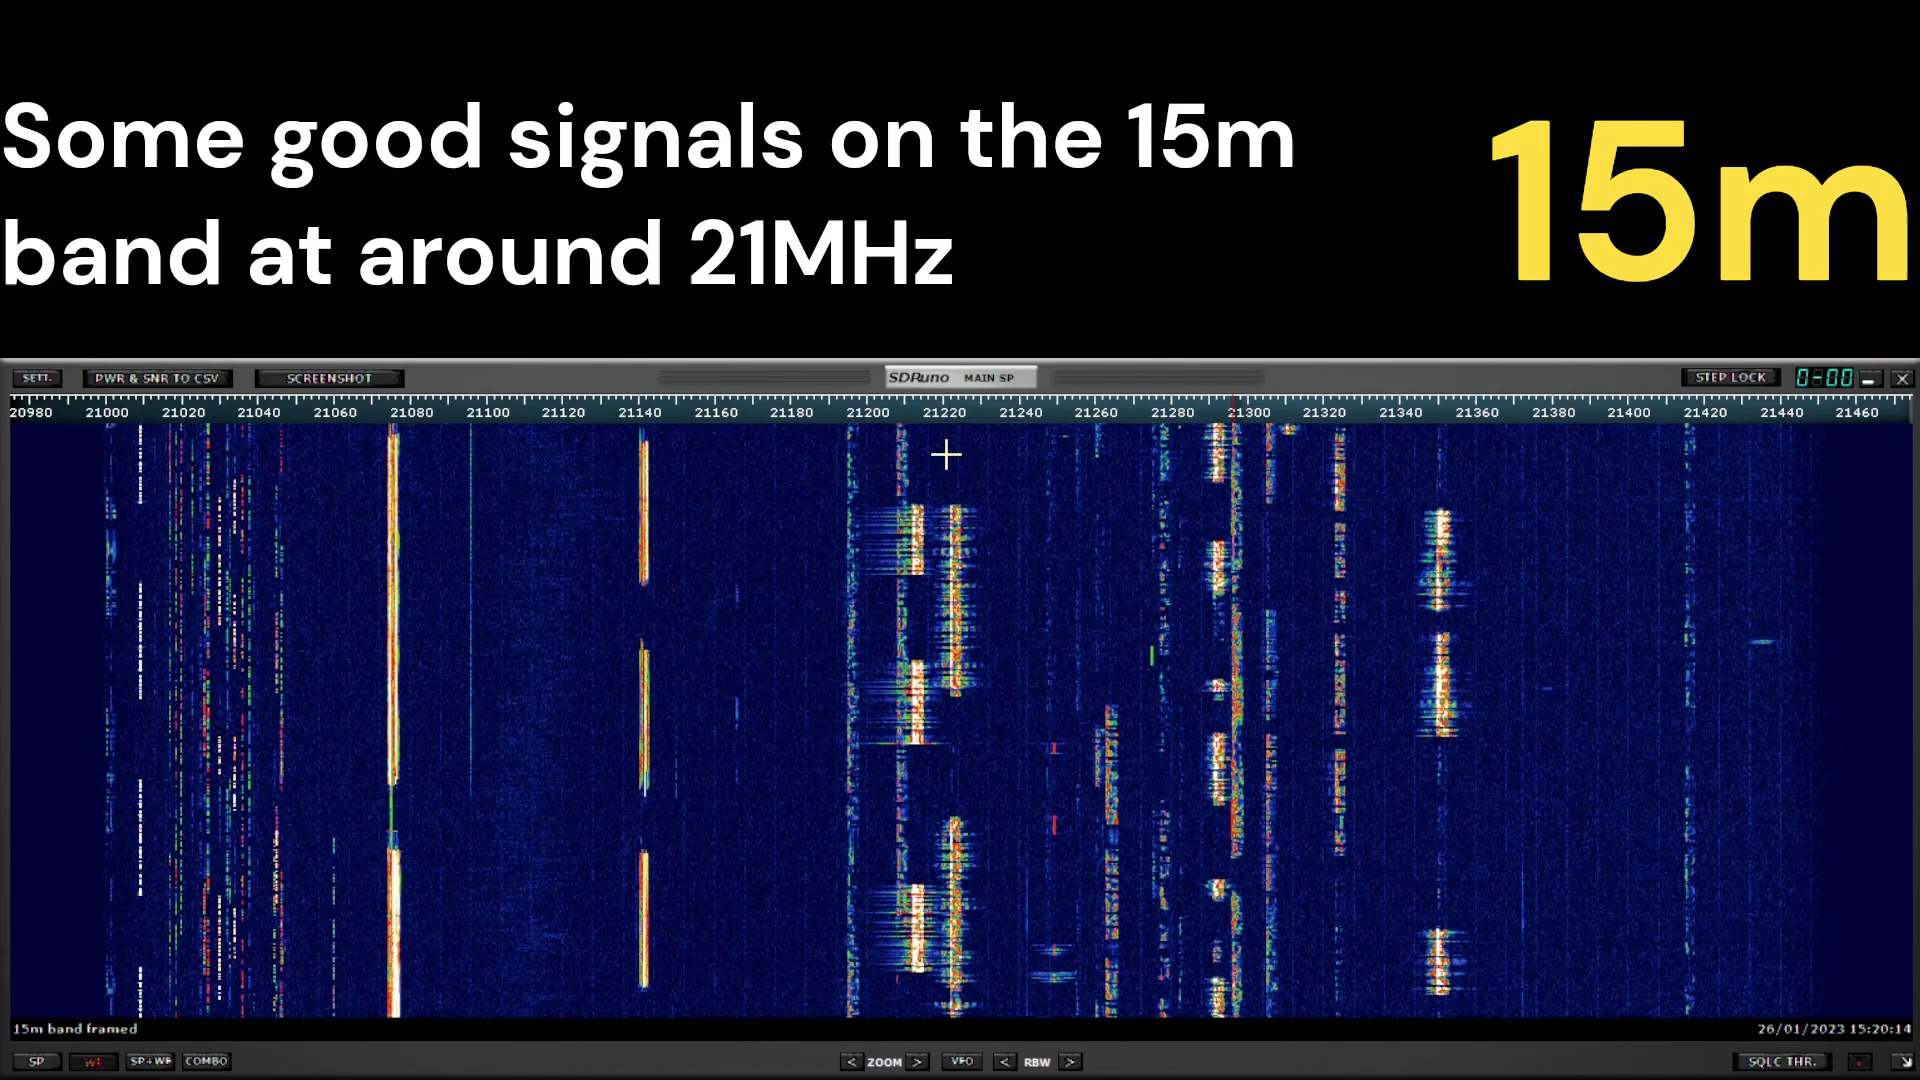 Some good signals on the 15m
band at around 21MHz
15m
SETT. PWR & SNR TO CSV SCREENSHOT SDRuno MAIN SP STEP LOCK 0-00
20980 21000 21020 21040 21060 21080 21100 21120 21140 21160 21180 21200 21220 21240 21260 21280 21300 21320 21340 21360 21380 21400 21420 21440 21460
15m band framed 26/01/2023 15:20:14
SP WF SP+WF COMBO < ZOOM > VFO < RBW > SQLC THR.